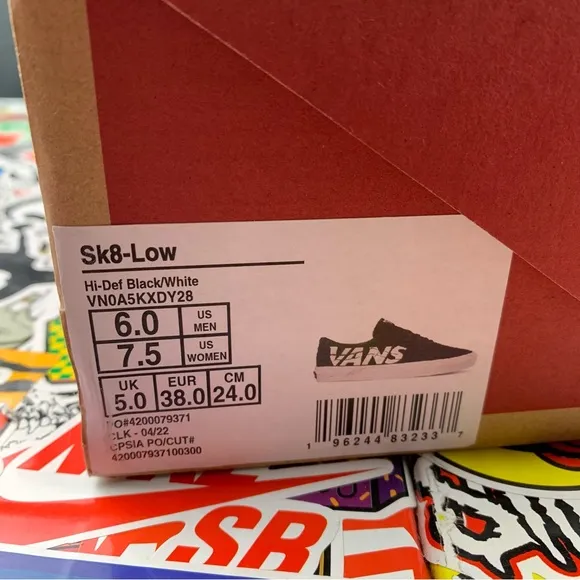 Sk8-Low
Hi-Def Black/White
VN0A5KXDY28
6.0 US MEN
7.5 US WOMEN
UK 5.0 EUR 38.0 CM 24.0
PO#4200079371
CLK - 04/22
CPSIA PO/CUT#
420007937100300
VANS
1 96244 83233 7
SB